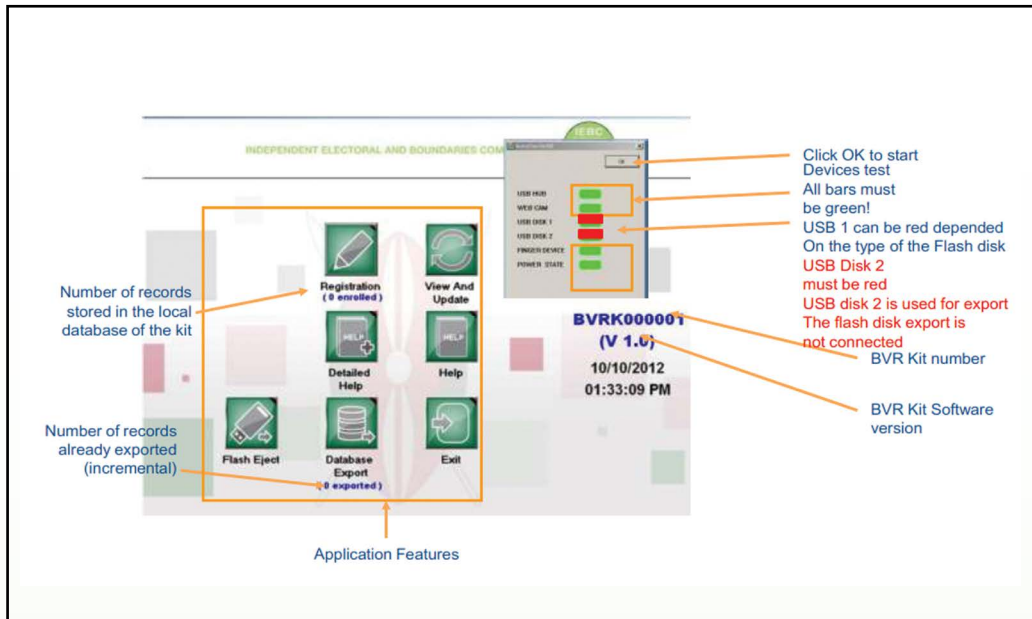 IEBC
INDEPENDENT ELECTORAL AND BOUNDARIES COM
OK
USB HUB
WEB CAM
USB DISK 1
USB DISK 2
FINGER DEVICE
POWER STATE
Click OK to start
Devices test
All bars must
be green!
USB 1 can be red depended
On the type of the Flash disk
USB Disk 2
must be red
USB disk 2 is used for export
The flash disk export is
not connected
BVR Kit number
BVR Kit Software
version
Number of records
stored in the local
database of the kit
Registration
( 0 enrolled )
View And
Update
HELP
Detailed
Help
HELP
Help
BVRK000001
(V 1.0)
10/10/2012
01:33:09 PM
Number of records
already exported
(incremental)
Flash Eject
Database
Export
( 0 exported )
Exit
Application Features